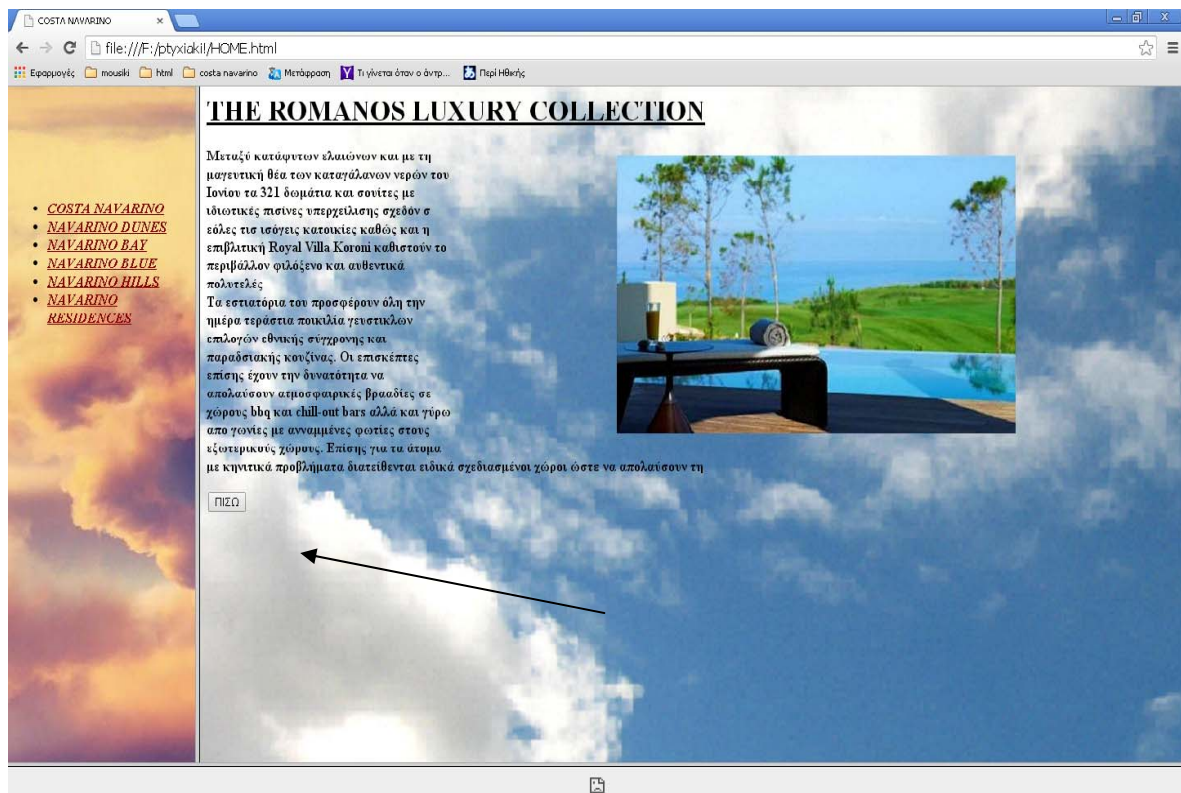 COSTA NAVARINO
file:///F:/ptyxiaki!/HOME.html
Εφαρμογές mousiki html costa navarino Μετάφραση Τι γίνεται όταν ο άντρ... Περί Ηθικής
THE ROMANOS LUXURY COLLECTION
• COSTA NAVARINO
• NAVARINO DUNES
• NAVARINO BAY
• NAVARINO BLUE
• NAVARINO HILLS
• NAVARINO
RESIDENCES
Μεταξύ κατάφυτων ελαιώνων και με τη
μαγευτική θέα των καταγάλανων νερών του
Ιονίου τα 321 δωμάτια και σουίτες με
ιδιωτικές πισίνες υπερχείλισης σχεδόν σ
εόλες τισ ισόγεις κατοικίες καθώς και η
επιβλιτική Royal Villa Koroni καθιστούν το
περιβάλλον φιλόξενο και αυθεντικά
πολυτελές
Τα εστιατόρια του προσφέρουν όλη την
ημέρα τεράστια ποικιλία γευστικλων
επιλογών εθνικής σύγχρονης και
παραδσιακής κουζίνας. Οι επισκέπτες
επίσης έχουν την δυνατότητα να
απολαύσουν ατμοσφαιρικές βρααδίες σε
χώρους bbq και chill-out bars αλλά και γύρω
απο γωνίες με ανναμμένες φωτίες στους
εξωτερικούς χώρους. Επίσης για τα άτομα
με κηνιτικά προβλήματα διατείθενται ειδικά σχεδιασμένοι χώροι ώστε να απολαύσουν τη
ΠΙΣΩ